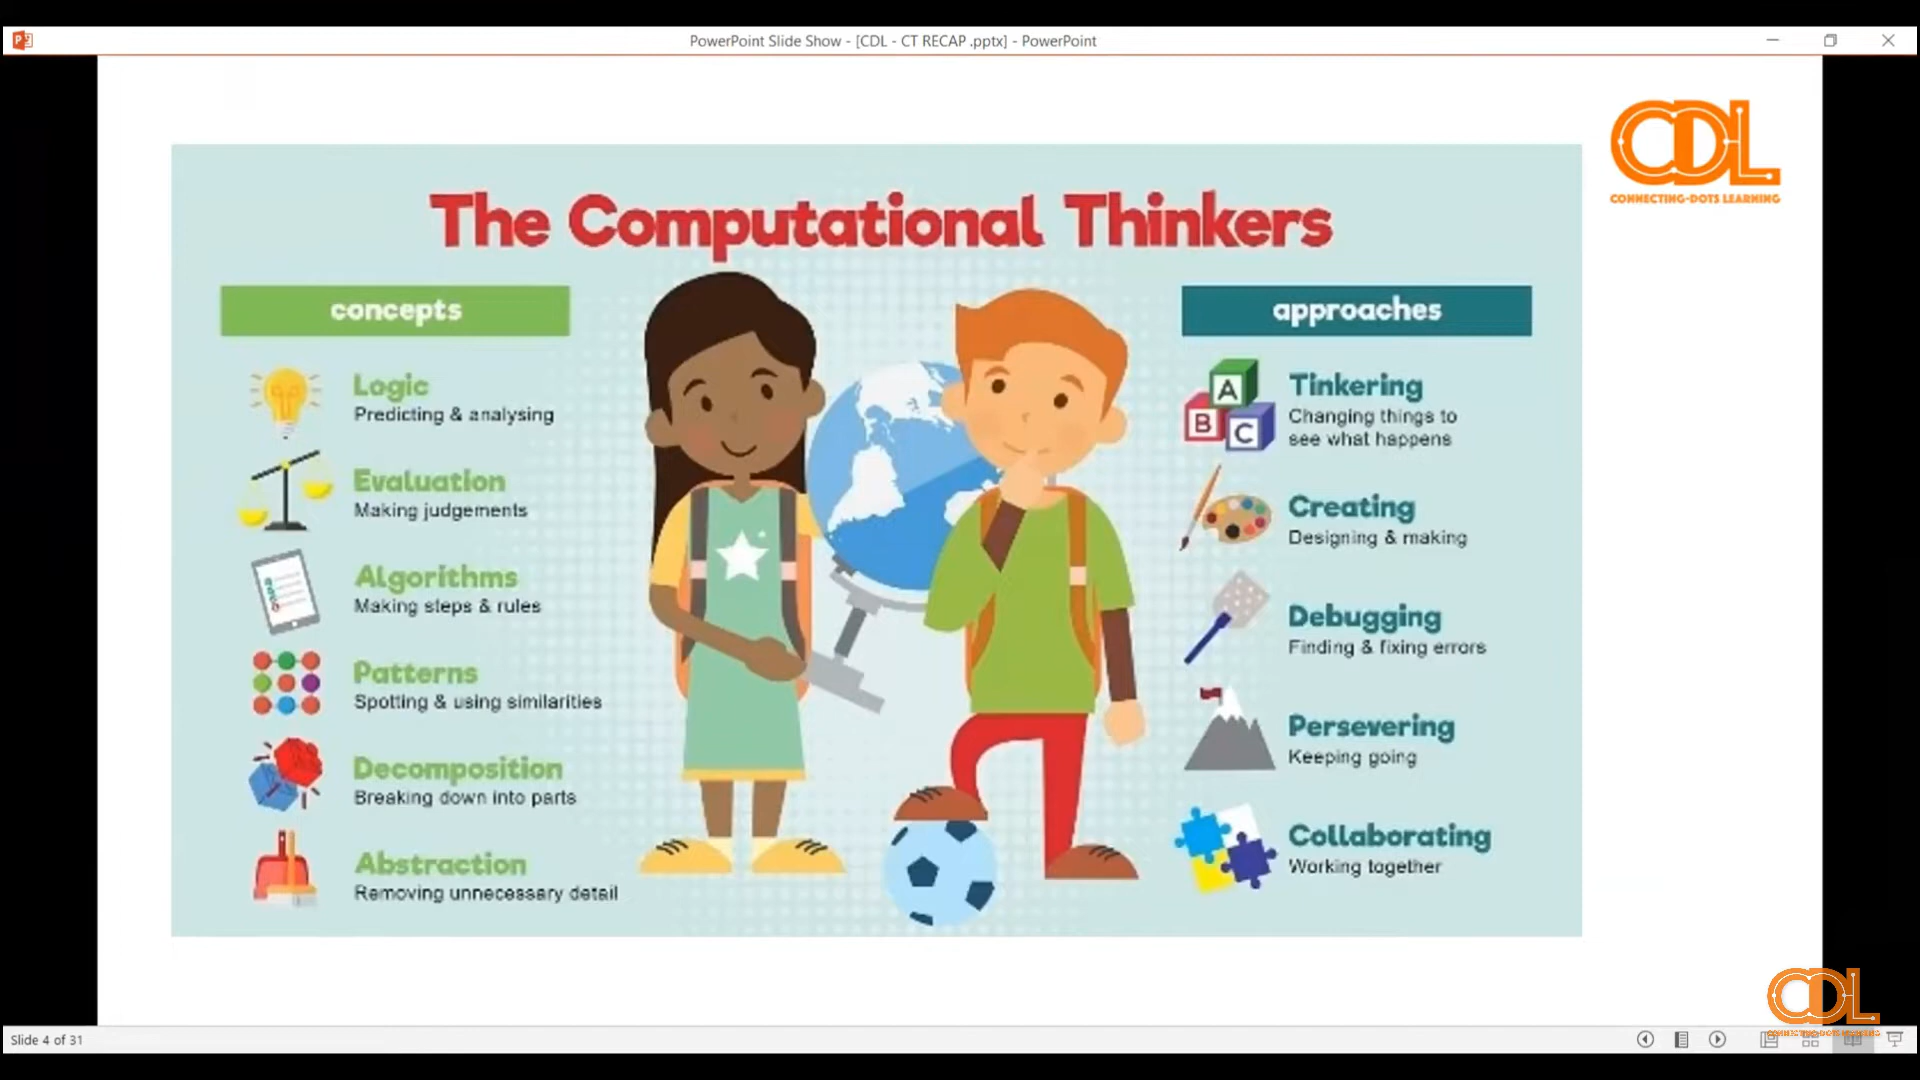 PowerPoint Slide Show - [CDL - CT RECAP .pptx] - PowerPoint
CDL
CONNECTING-DOTS LEARNING
The Computational Thinkers
concepts
Logic
Predicting & analysing
Evaluation
Making judgements
Algorithms
Making steps & rules
Patterns
Spotting & using similarities
Decomposition
Breaking down into parts
Abstraction
Removing unnecessary detail
approaches
A
B
C
Tinkering
Changing things to
see what happens
Creating
Designing & making
Debugging
Finding & fixing errors
Persevering
Keeping going
Collaborating
Working together
CDL
Slide 4 of 31